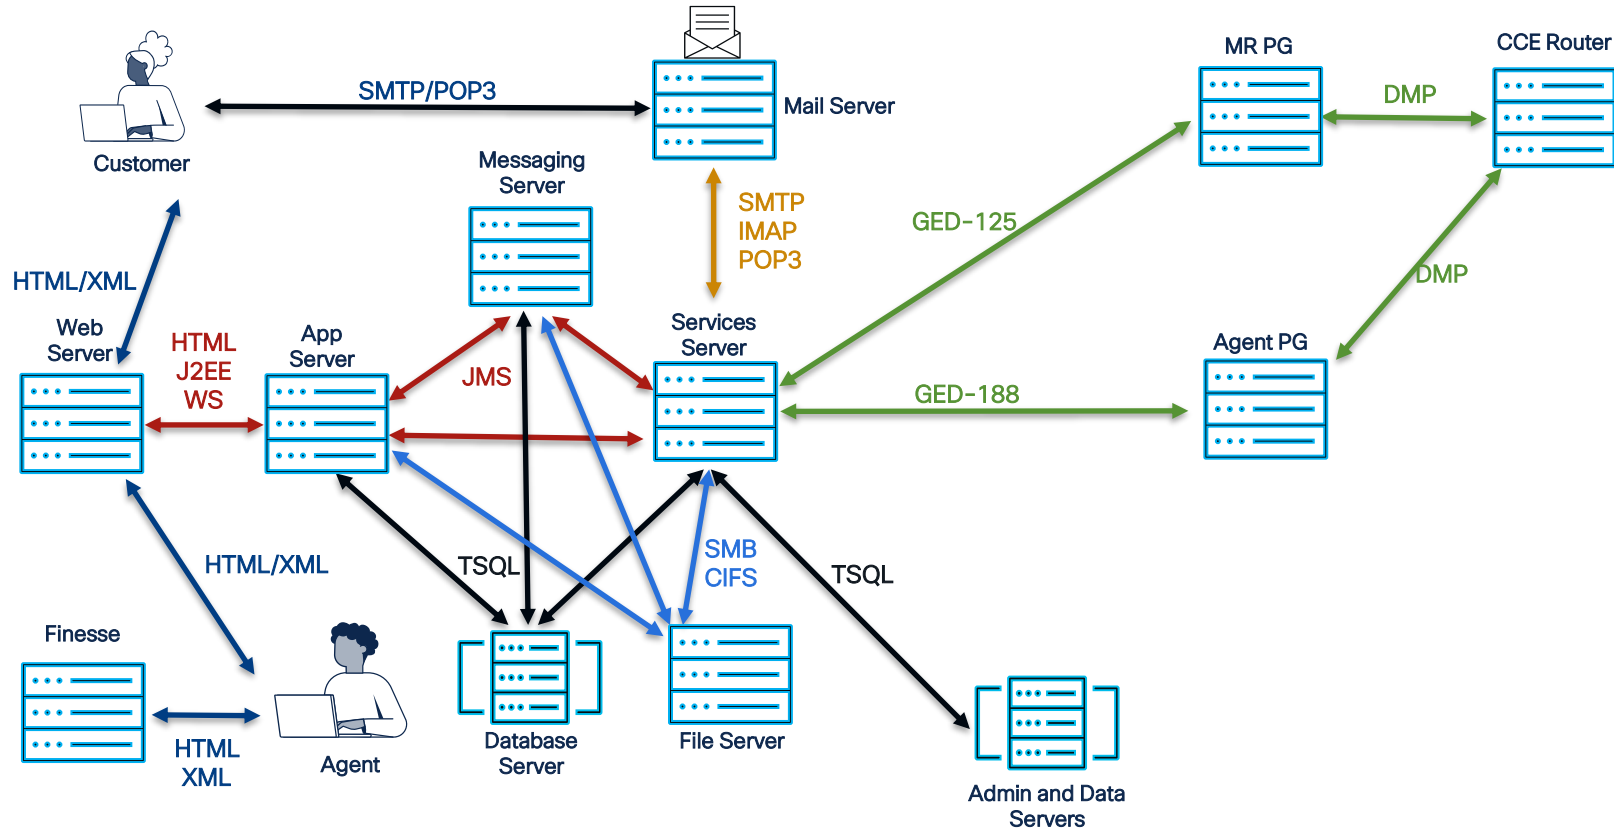 MR PG
CCE Router
SMTP/POP3
DMP
Mail Server
Customer
Messaging
Server
SMTP
IMAP
POP3
GED-125
HTML/XML
DMP
Web
Server
HTML
J2EE
WS
App
Server
Services
Server
Agent PG
JMS
GED-188
HTML/XML
TSQL
SMB
CIFS
TSQL
Finesse
HTML
XML
Agent
Database
Server
File Server
Admin and Data
Servers